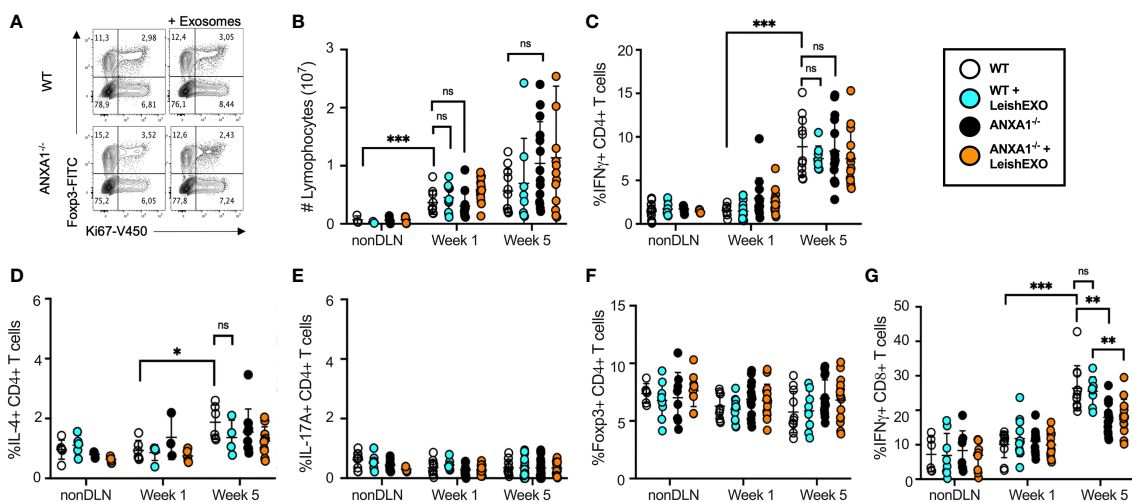 A
+ Exosomes
11,3
2,98
12,4
3,05
WT
78,9
6,81
76,1
8,44
15,2
3,52
12,6
2,43
ANXA1-/-
75,2
6,05
77,8
7,24
Foxp3-FITC
Ki67-V450
B
# Lymophocytes (10⁷)
3
2
1
0
***
ns
ns
ns
nonDLN
Week 1
Week 5
C
%IFNγ+ CD4+ T cells
20
15
10
5
0
***
ns
ns
nonDLN
Week 1
Week 5
WT
WT +
LeishEXO
ANXA1-/-
ANXA1-/- +
LeishEXO
D
%IL-4+ CD4+ T cells
6
4
2
0
*
ns
nonDLN
Week 1
Week 5
E
%IL-17A+ CD4+ T cells
6
4
2
0
nonDLN
Week 1
Week 5
F
%Foxp3+ CD4+ T cells
15
10
5
0
nonDLN
Week 1
Week 5
G
%IFNγ+ CD8+ T cells
50
40
30
20
10
0
***
ns
**
**
nonDLN
Week 1
Week 5